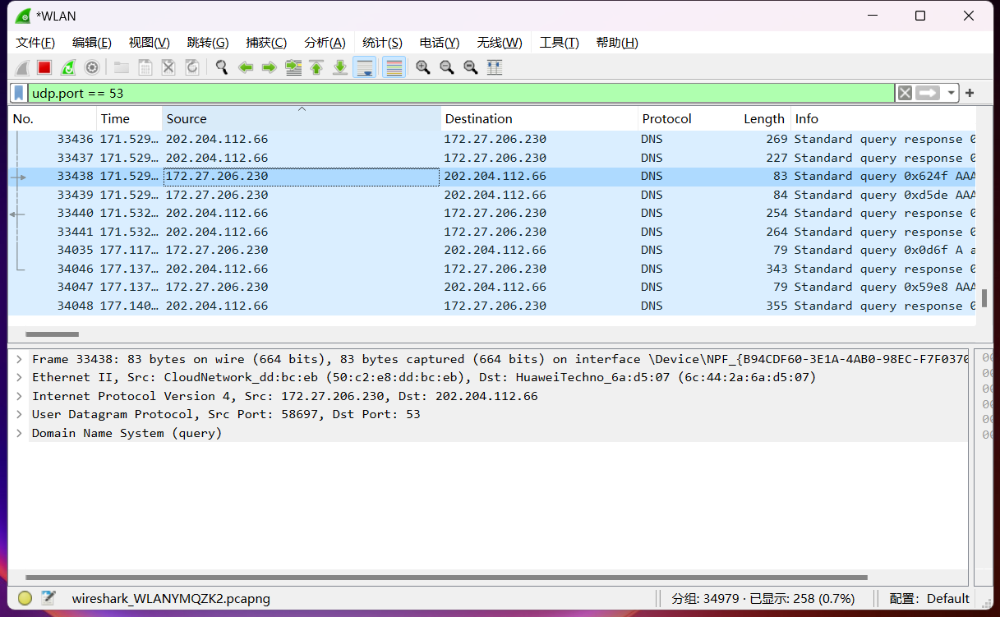 *WLAN
文件(F) 编辑(E) 视图(V) 跳转(G) 捕获(C) 分析(A) 统计(S) 电话(Y) 无线(W) 工具(T) 帮助(H)
udp.port == 53
No. Time Source Destination Protocol Length Info
33436 171.529… 202.204.112.66 172.27.206.230 DNS 269 Standard query response 0
33437 171.529… 202.204.112.66 172.27.206.230 DNS 227 Standard query response 0
33438 171.529… 172.27.206.230 202.204.112.66 DNS 83 Standard query 0x624f AAA
33439 171.529… 172.27.206.230 202.204.112.66 DNS 84 Standard query 0xd5de AAA
33440 171.532… 202.204.112.66 172.27.206.230 DNS 254 Standard query response 0
33441 171.532… 202.204.112.66 172.27.206.230 DNS 264 Standard query response 0
34035 177.117… 172.27.206.230 202.204.112.66 DNS 79 Standard query 0x0d6f A a
34046 177.137… 202.204.112.66 172.27.206.230 DNS 343 Standard query response 0
34047 177.137… 172.27.206.230 202.204.112.66 DNS 79 Standard query 0x59e8 AAA
34048 177.140… 202.204.112.66 172.27.206.230 DNS 355 Standard query response 0
Frame 33438: 83 bytes on wire (664 bits), 83 bytes captured (664 bits) on interface \Device\NPF_{B94CDF60-3E1A-4AB0-98EC-F7F0370
Ethernet II, Src: CloudNetwork_dd:bc:eb (50:c2:e8:dd:bc:eb), Dst: HuaweiTechno_6a:d5:07 (6c:44:2a:6a:d5:07)
Internet Protocol Version 4, Src: 172.27.206.230, Dst: 202.204.112.66
User Datagram Protocol, Src Port: 58697, Dst Port: 53
Domain Name System (query)
wireshark_WLANYMQZK2.pcapng 分组: 34979 · 已显示: 258 (0.7%) 配置: Default